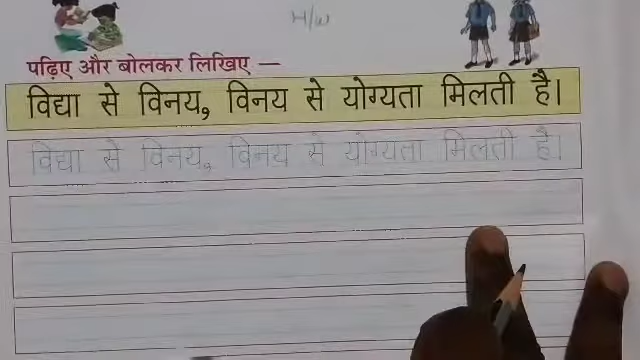 H/W
पढ़िए और बोलकर लिखिए —
विद्या से विनय, विनय से योग्यता मिलती है।
विद्या से विनय, विनय से योग्यता मिलती है।